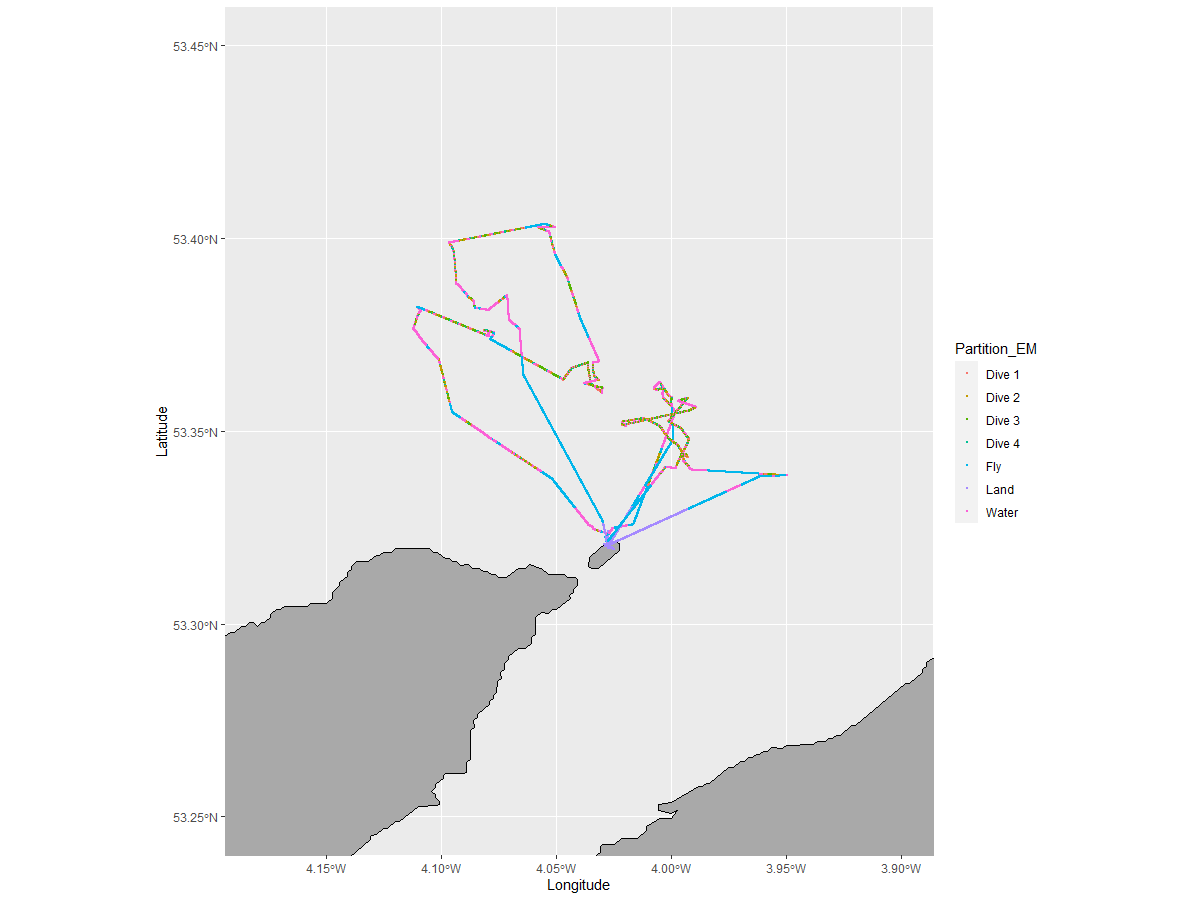 53.45°N
53.40°N
53.35°N
53.30°N
53.25°N
Latitude
4.15°W 4.10°W 4.05°W 4.00°W 3.95°W 3.90°W
Longitude
Partition_EM
Dive 1
Dive 2
Dive 3
Dive 4
Fly
Land
Water